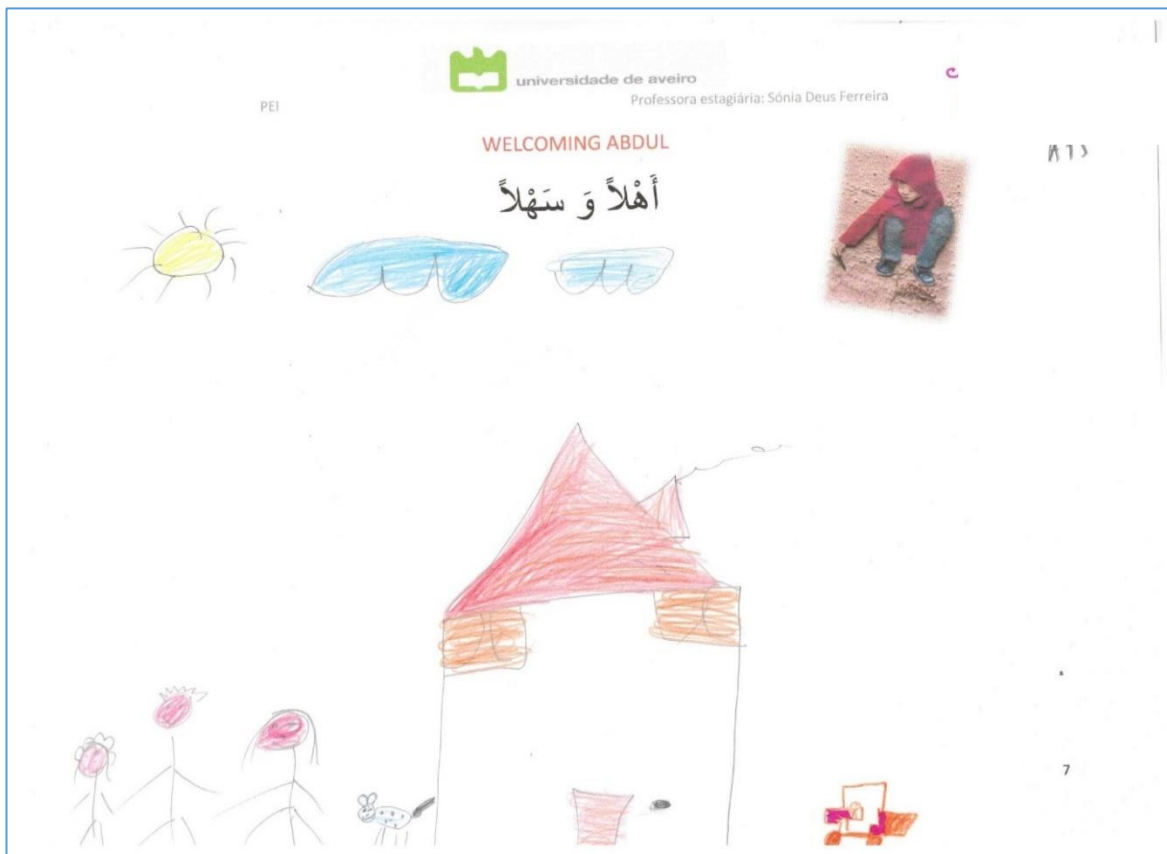 universidade de aveiro
PEI
Professora estagiária: Sónia Deus Ferreira
WELCOMING ABDUL
أَهْلاً وَ سَهْلاً
7